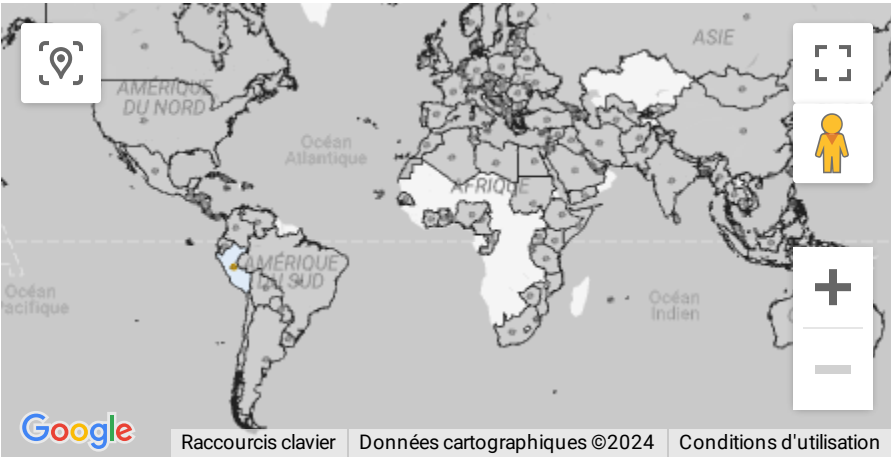 ASIE
AMÉRIQUE
DU NORD
Océan
Atlantique
AFRIQUE
AMÉRIQUE
DU SUD
Océan
Pacifique
Océan
Indien
Google
Raccourcis clavier
Données cartographiques ©2024
Conditions d'utilisation